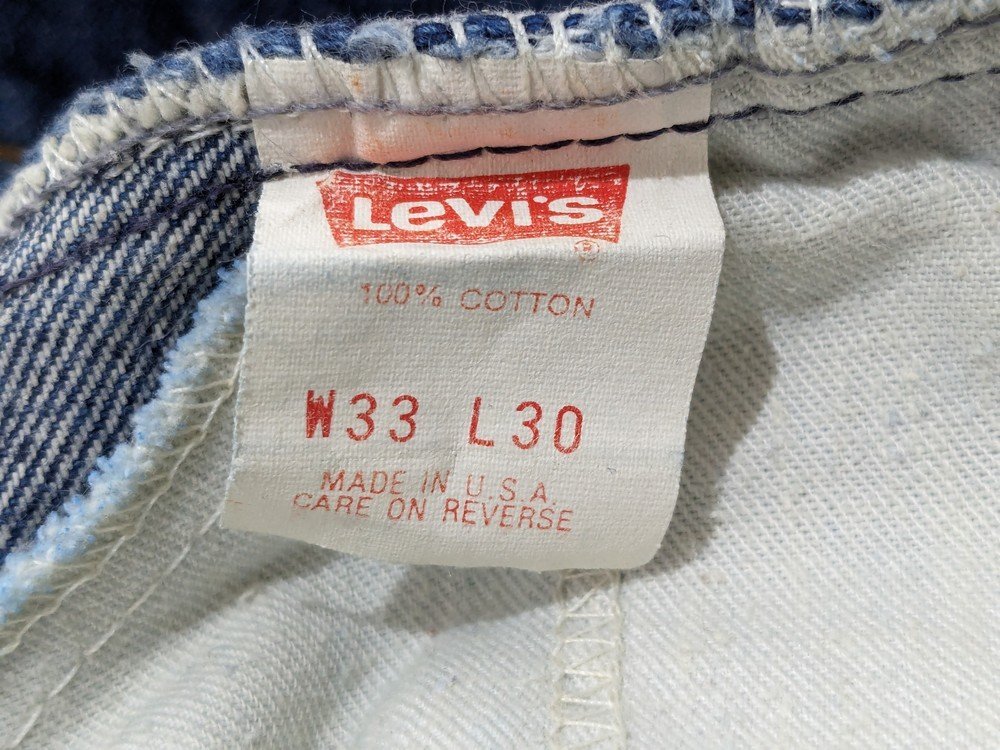 Levi's
®
100% COTTON
W33 L30
MADE IN U.S.A.
CARE ON REVERSE